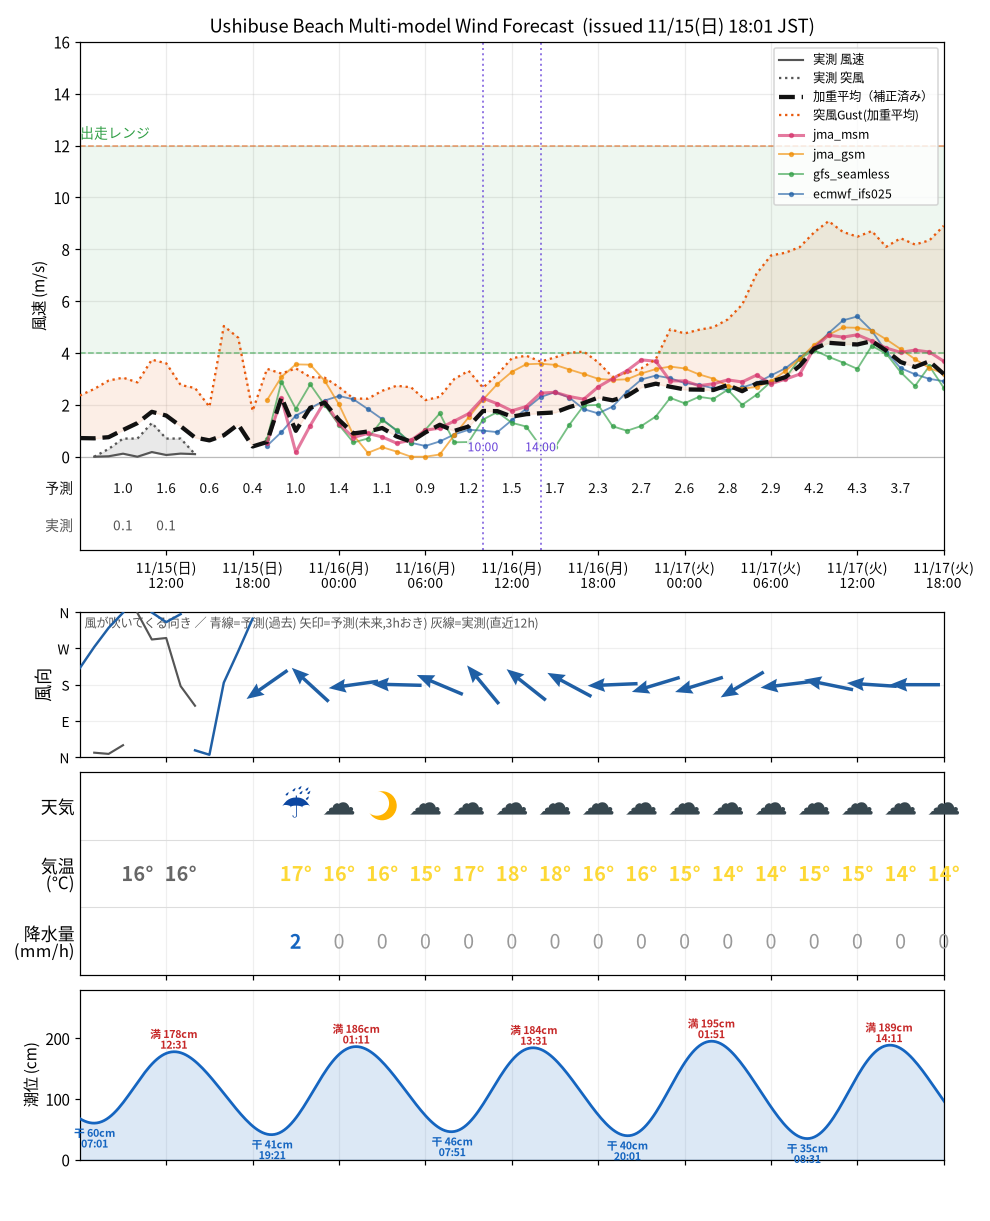 Ushibuse Beach Multi-model Wind Forecast (issued 11/15(日) 18:01 JST)
風速 (m/s)
16
14
12
10
8
6
4
2
0
出走レンジ
実測 風速
実測 突風
加重平均（補正済み）
突風Gust(加重平均)
jma_msm
jma_gsm
gfs_seamless
ecmwf_ifs025
10:00 14:00
予測 1.0 1.6 0.6 0.4 1.0 1.4 1.1 0.9 1.2 1.5 1.7 2.3 2.7 2.6 2.8 2.9 4.2 4.3 3.7
実測 0.1 0.1
11/15(日) 11/15(日) 11/16(月) 11/16(月) 11/16(月) 11/16(月) 11/17(火) 11/17(火) 11/17(火) 11/17(火)
12:00 18:00 00:00 06:00 12:00 18:00 00:00 06:00 12:00 18:00
風向
N
W
S
E
N
風が吹いてくる向き ／ 青線=予測(過去) 矢印=予測(未来,3hおき) 灰線=実測(直近12h)
天気
気温
(℃)
16° 16° 17° 16° 16° 15° 17° 18° 18° 16° 16° 15° 14° 14° 15° 15° 14° 14°
降水量
(mm/h)
2 0 0 0 0 0 0 0 0 0 0 0 0 0 0 0
潮位 (cm)
200
100
0
満 178cm
12:31
満 186cm
01:11
満 184cm
13:31
満 195cm
01:51
満 189cm
14:11
干 60cm
07:01
干 41cm
19:21
干 46cm
07:51
干 40cm
20:01
干 35cm
08:31